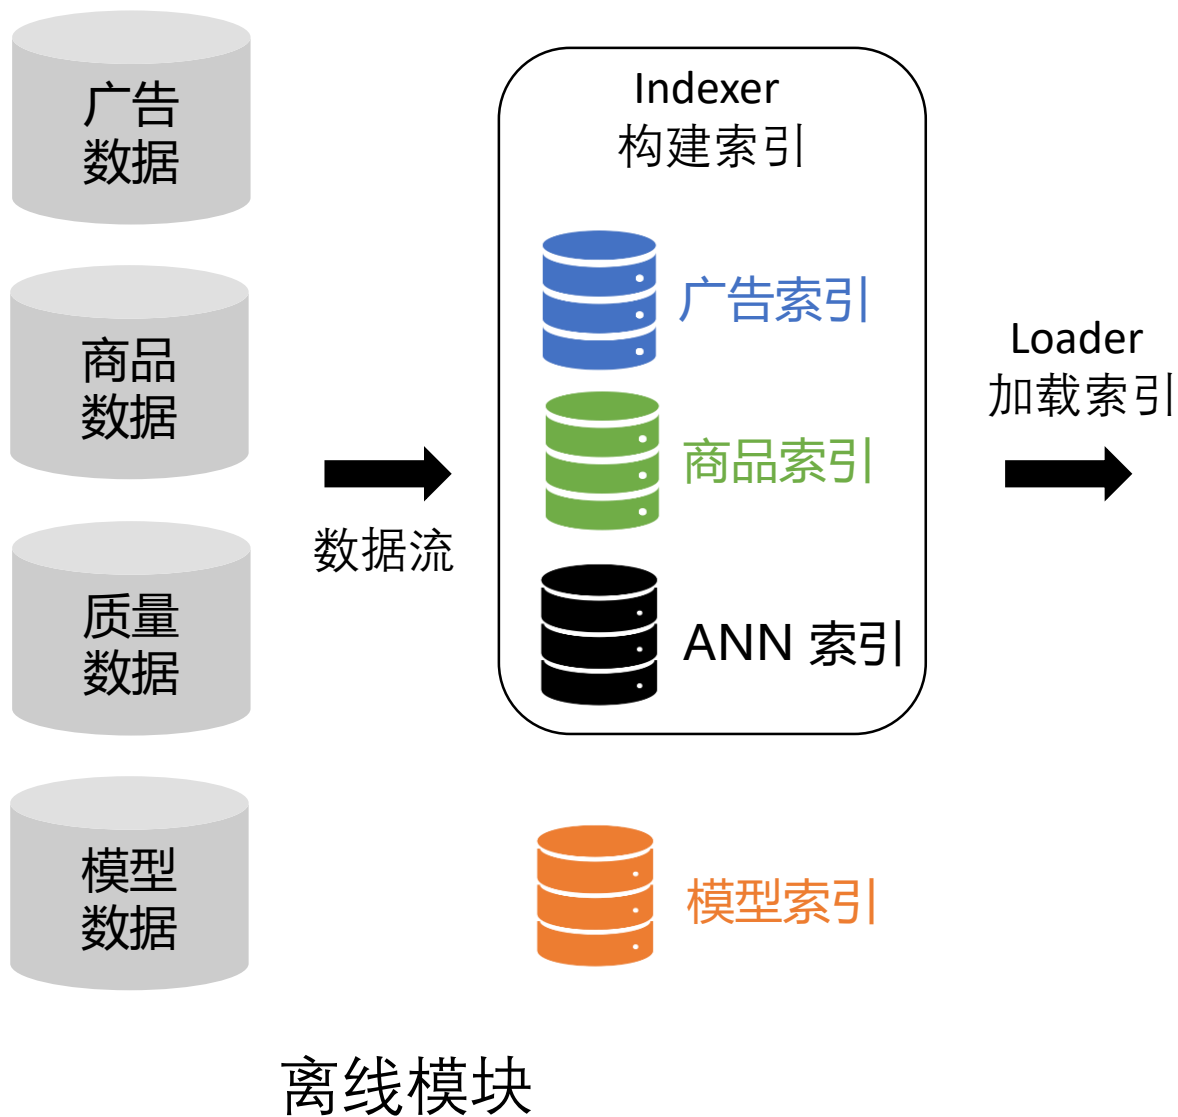 广告
数据
商品
数据
质量
数据
模型
数据
数据流
Indexer
构建索引
广告索引
商品索引
ANN 索引
模型索引
Loader
加载索引
离线模块